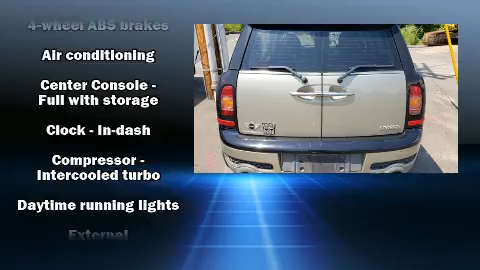 4-wheel ABS brakes
Air conditioning
Center Console -
Full with storage
Clock - In-dash
Compressor -
Intercooled turbo
Daytime running lights
External